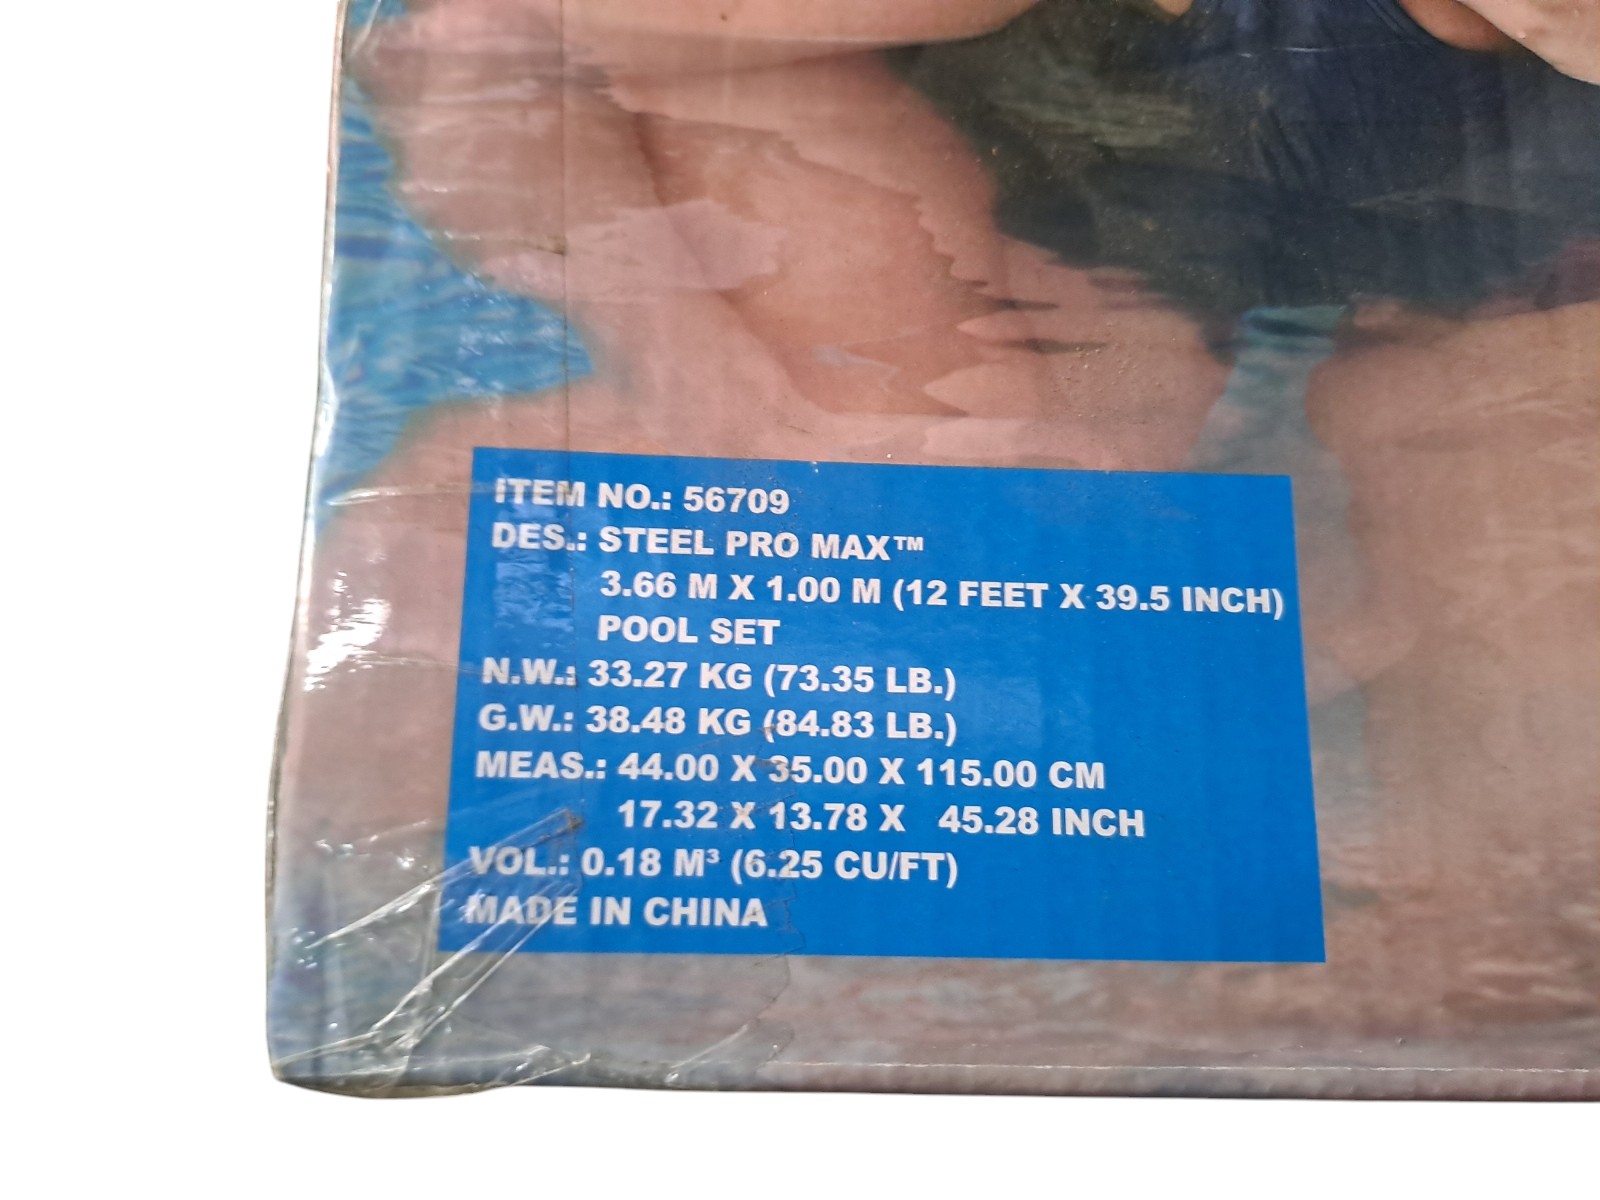 ITEM NO.: 56709
DES.: STEEL PRO MAX™
3.66 M X 1.00 M (12 FEET X 39.5 INCH)
POOL SET
N.W.: 33.27 KG (73.35 LB.)
G.W.: 38.48 KG (84.83 LB.)
MEAS.: 44.00 X 35.00 X 115.00 CM
17.32 X 13.78 X 45.28 INCH
VOL.: 0.18 M³ (6.25 CU/FT)
MADE IN CHINA